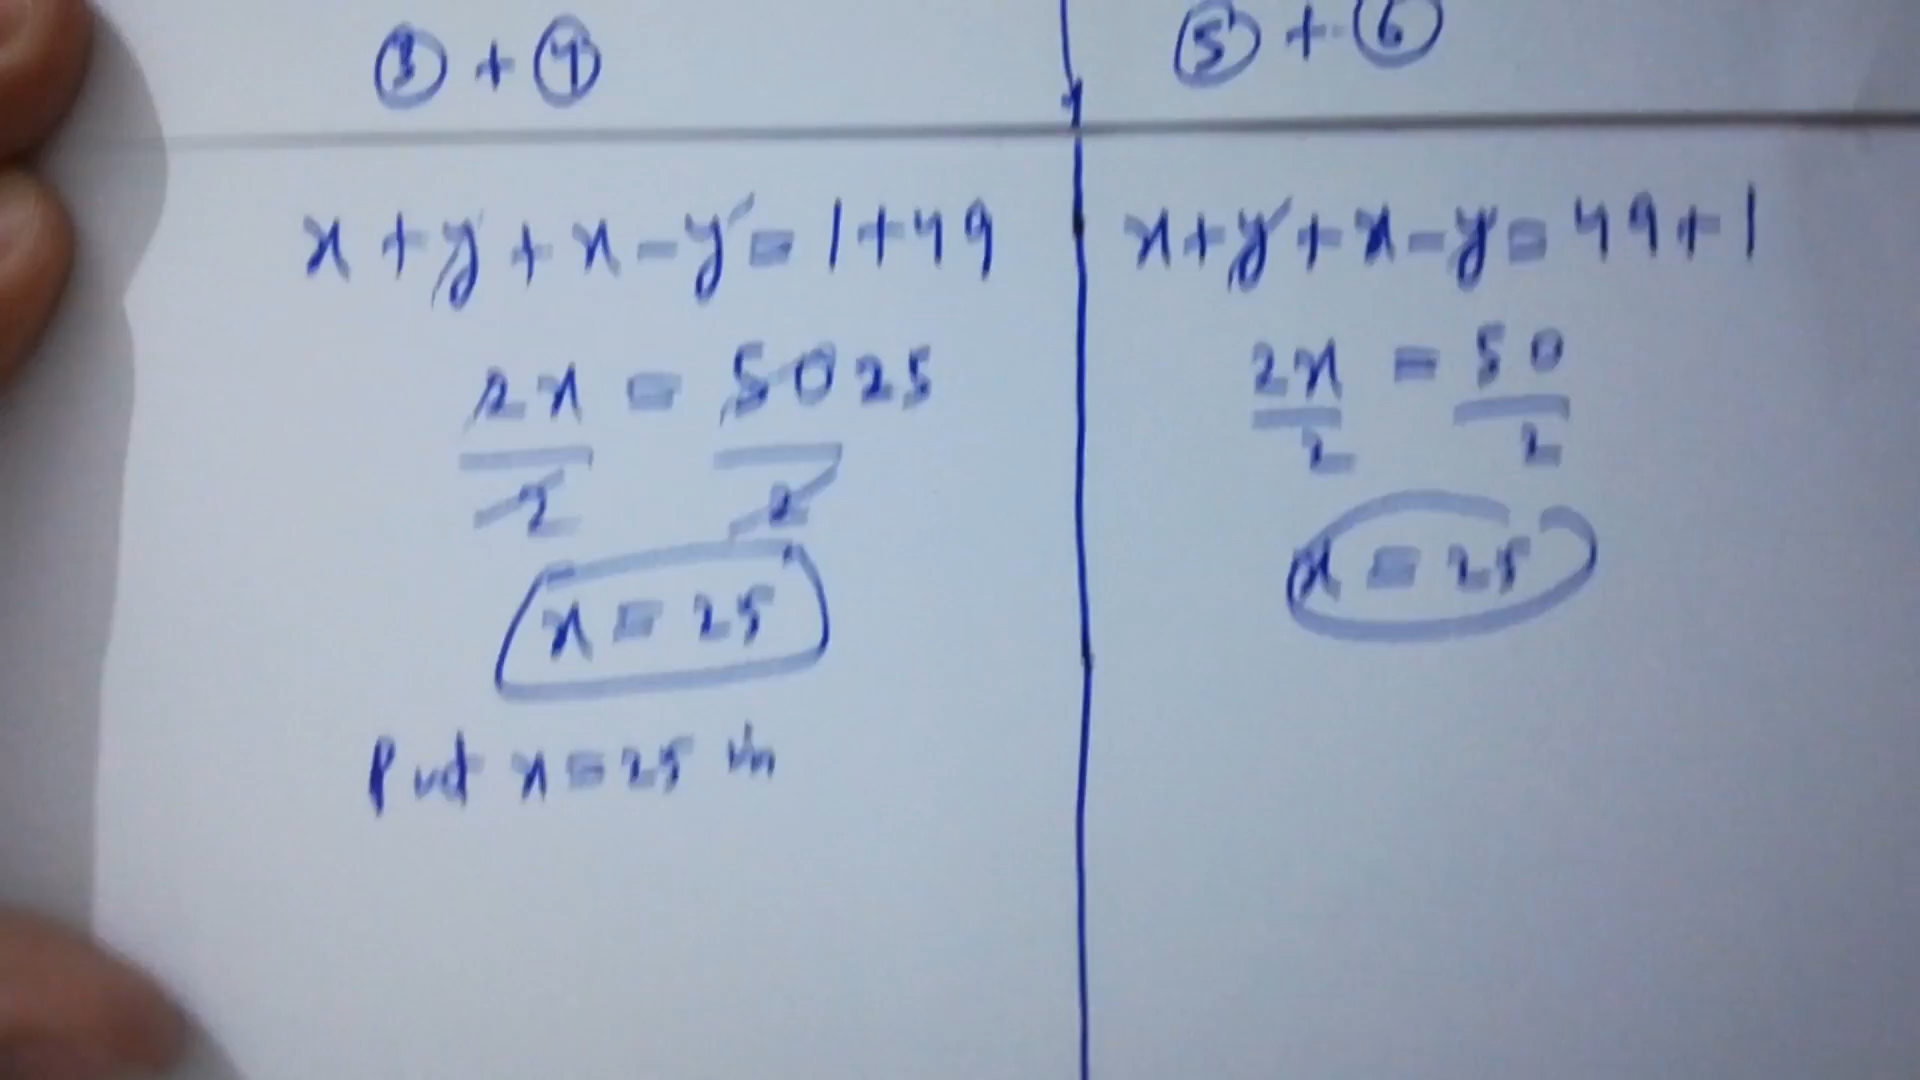 ③ + ④
x + y + x - y = 1 + 49
2x = 50 25
2 2
x = 25
Put x = 25 in
⑤ + ⑥
x + y + x - y = 49 + 1
2x = 50
2 2
x = 25